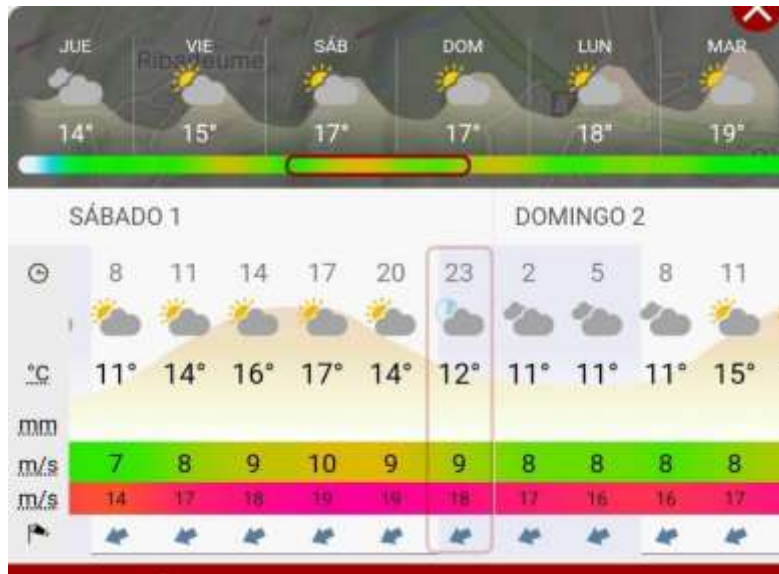 JUE VIE SÁB DOM LUN MAR
Ribadeume
14° 15° 17° 17° 18° 19°
SÁBADO 1 DOMINGO 2
8 11 14 17 20 23 2 5 8 11
°C 11° 14° 16° 17° 14° 12° 11° 11° 11° 15°
mm
m/s 7 8 9 10 9 9 8 8 8 8
m/s 14 17 18 19 19 18 17 16 16 17